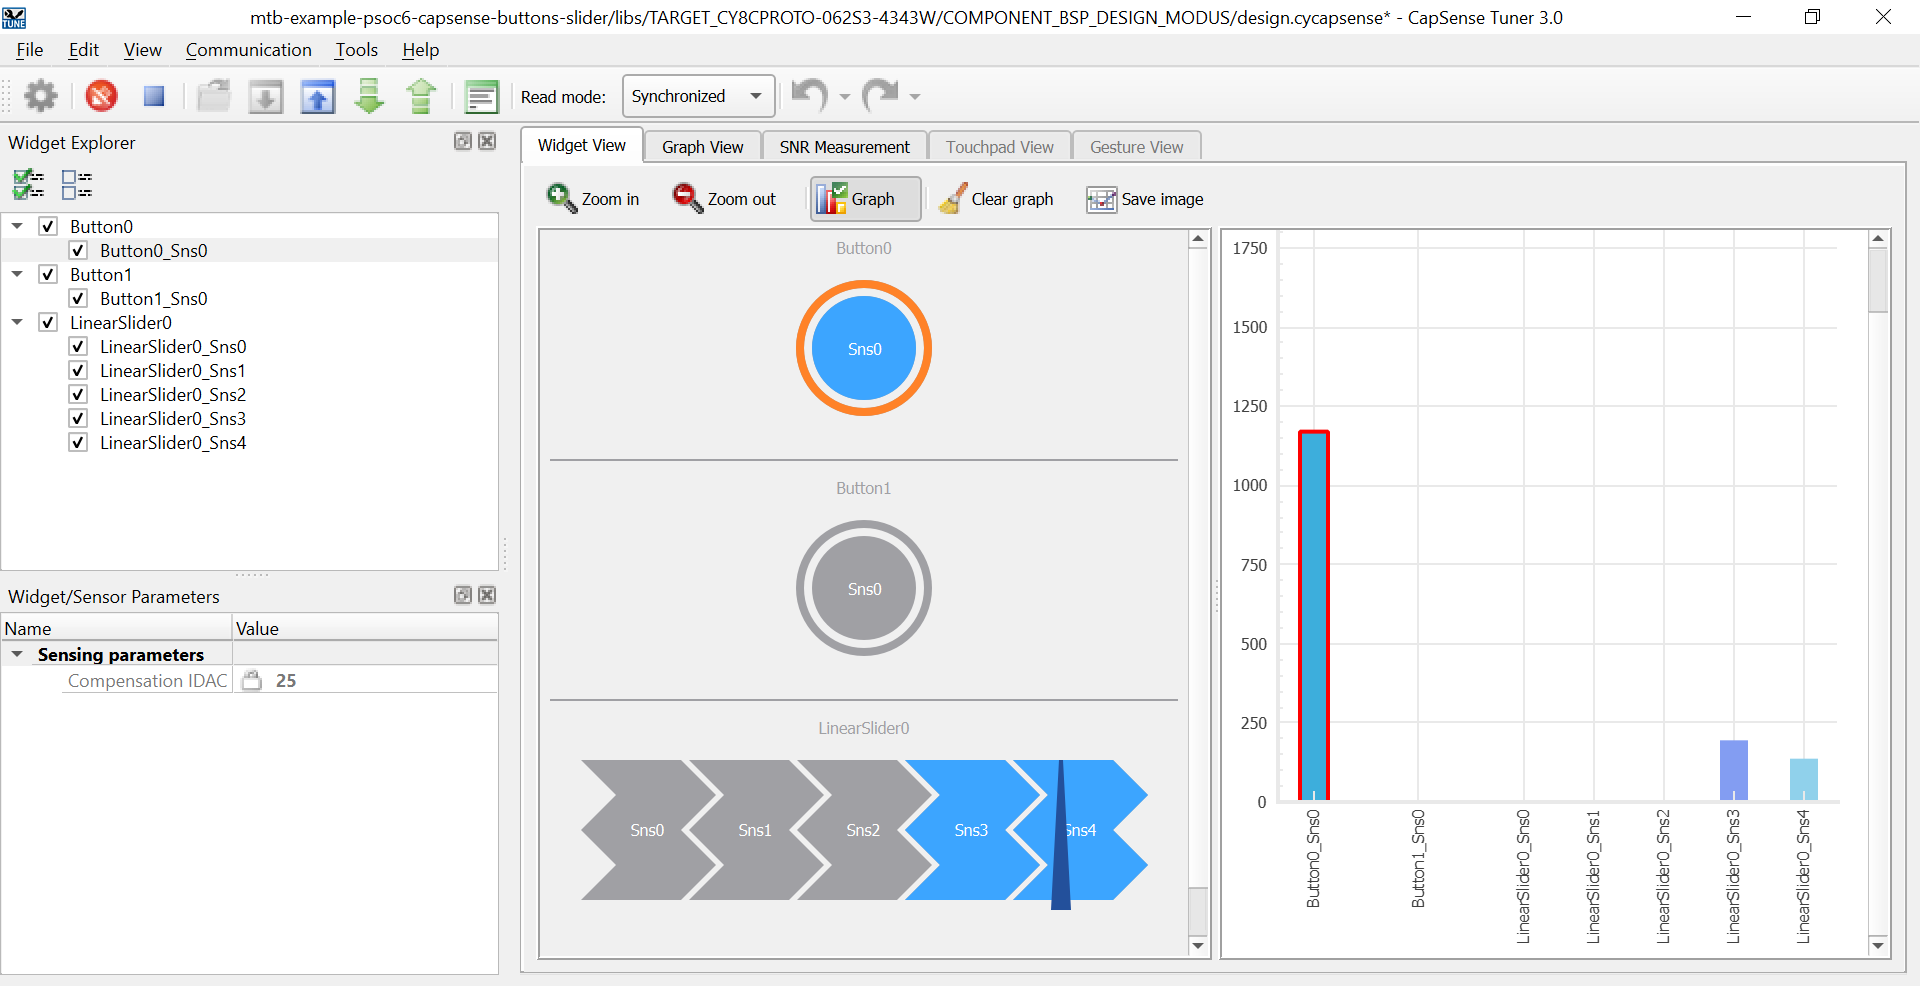 TUNE
mtb-example-psoc6-capsense-buttons-slider/libs/TARGET_CY8CPROTO-062S3-4343W/COMPONENT_BSP_DESIGN_MODUS/design.cycapsense* - CapSense Tuner 3.0
File Edit View Communication Tools Help
Read mode: Synchronized
Widget Explorer
Button0
Button0_Sns0
Button1
Button1_Sns0
LinearSlider0
LinearSlider0_Sns0
LinearSlider0_Sns1
LinearSlider0_Sns2
LinearSlider0_Sns3
LinearSlider0_Sns4
Widget/Sensor Parameters
Name Value
Sensing parameters
Compensation IDAC 25
Widget View Graph View SNR Measurement Touchpad View Gesture View
Zoom in Zoom out Graph Clear graph Save image
Button0
Sns0
Button1
Sns0
LinearSlider0
Sns0 Sns1 Sns2 Sns3 Sns4
1750
1500
1250
1000
750
500
250
0
Button0_Sns0
Button1_Sns0
LinearSlider0_Sns0
LinearSlider0_Sns1
LinearSlider0_Sns2
LinearSlider0_Sns3
LinearSlider0_Sns4